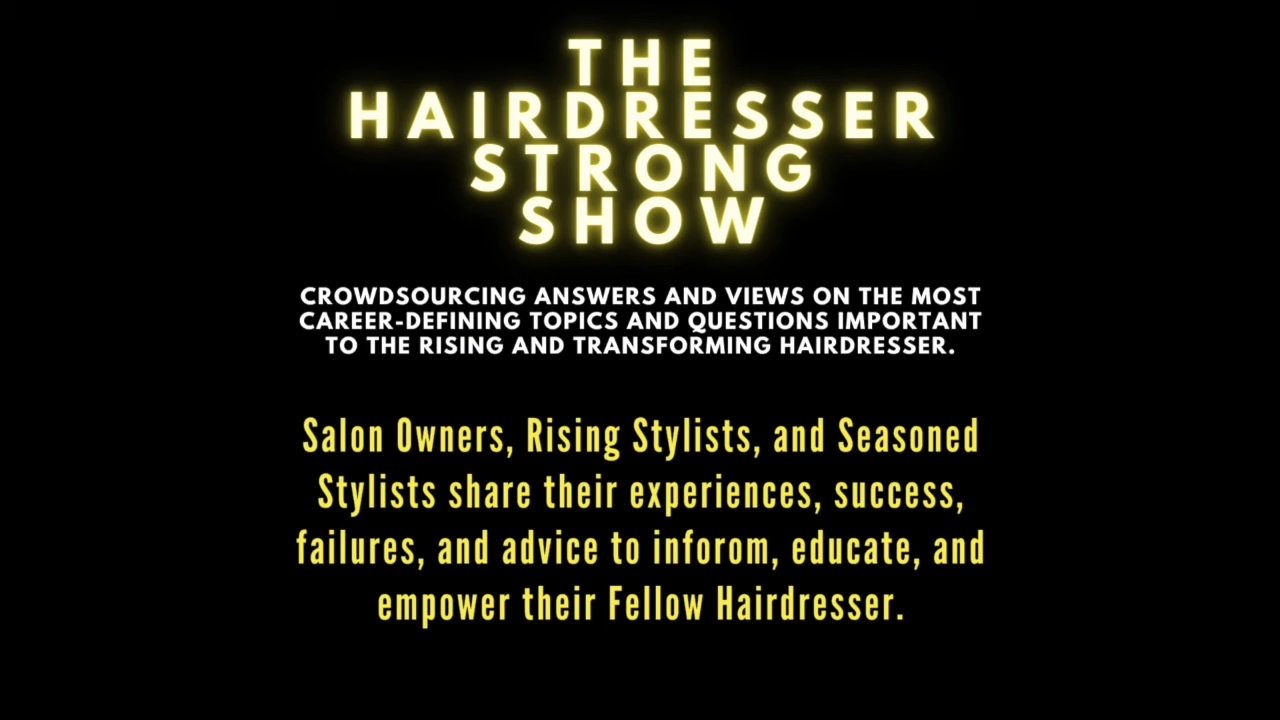 THE
HAIRDRESSER
STRONG
SHOW
CROWDSOURCING ANSWERS AND VIEWS ON THE MOST
CAREER-DEFINING TOPICS AND QUESTIONS IMPORTANT
TO THE RISING AND TRANSFORMING HAIRDRESSER.
Salon Owners, Rising Stylists, and Seasoned
Stylists share their experiences, success,
failures, and advice to inforom, educate, and
empower their Fellow Hairdresser.